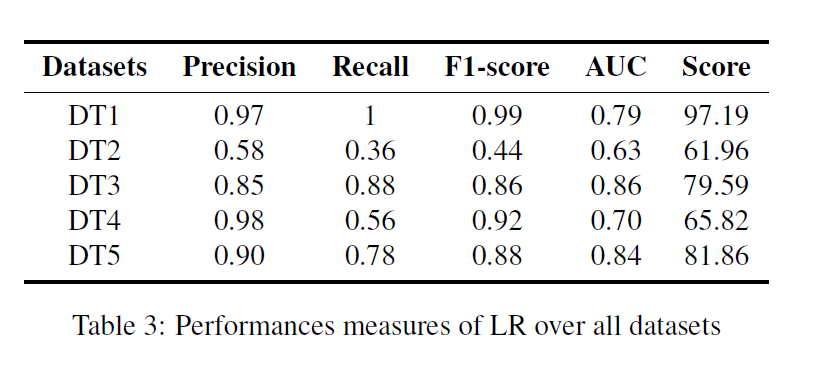 Datasets Precision Recall F1-score AUC Score
DT1 0.97 1 0.99 0.79 97.19
DT2 0.58 0.36 0.44 0.63 61.96
DT3 0.85 0.88 0.86 0.86 79.59
DT4 0.98 0.56 0.92 0.70 65.82
DT5 0.90 0.78 0.88 0.84 81.86
Table 3: Performances measures of LR over all datasets